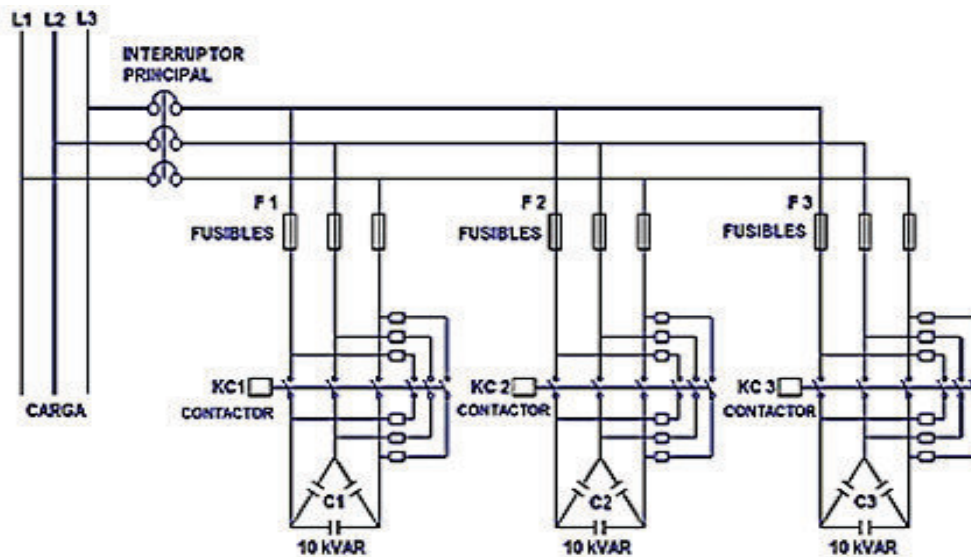 L1 L2 L3
INTERRUPTOR
PRINCIPAL
F 1
FUSIBLES
F 2
FUSIBLES
F 3
FUSIBLES
KC1
CONTACTOR
KC 2
CONTACTOR
KC 3
CONTACTOR
CARGA
C1
C2
C3
10 kVAR
10 kVAR
10 kVAR